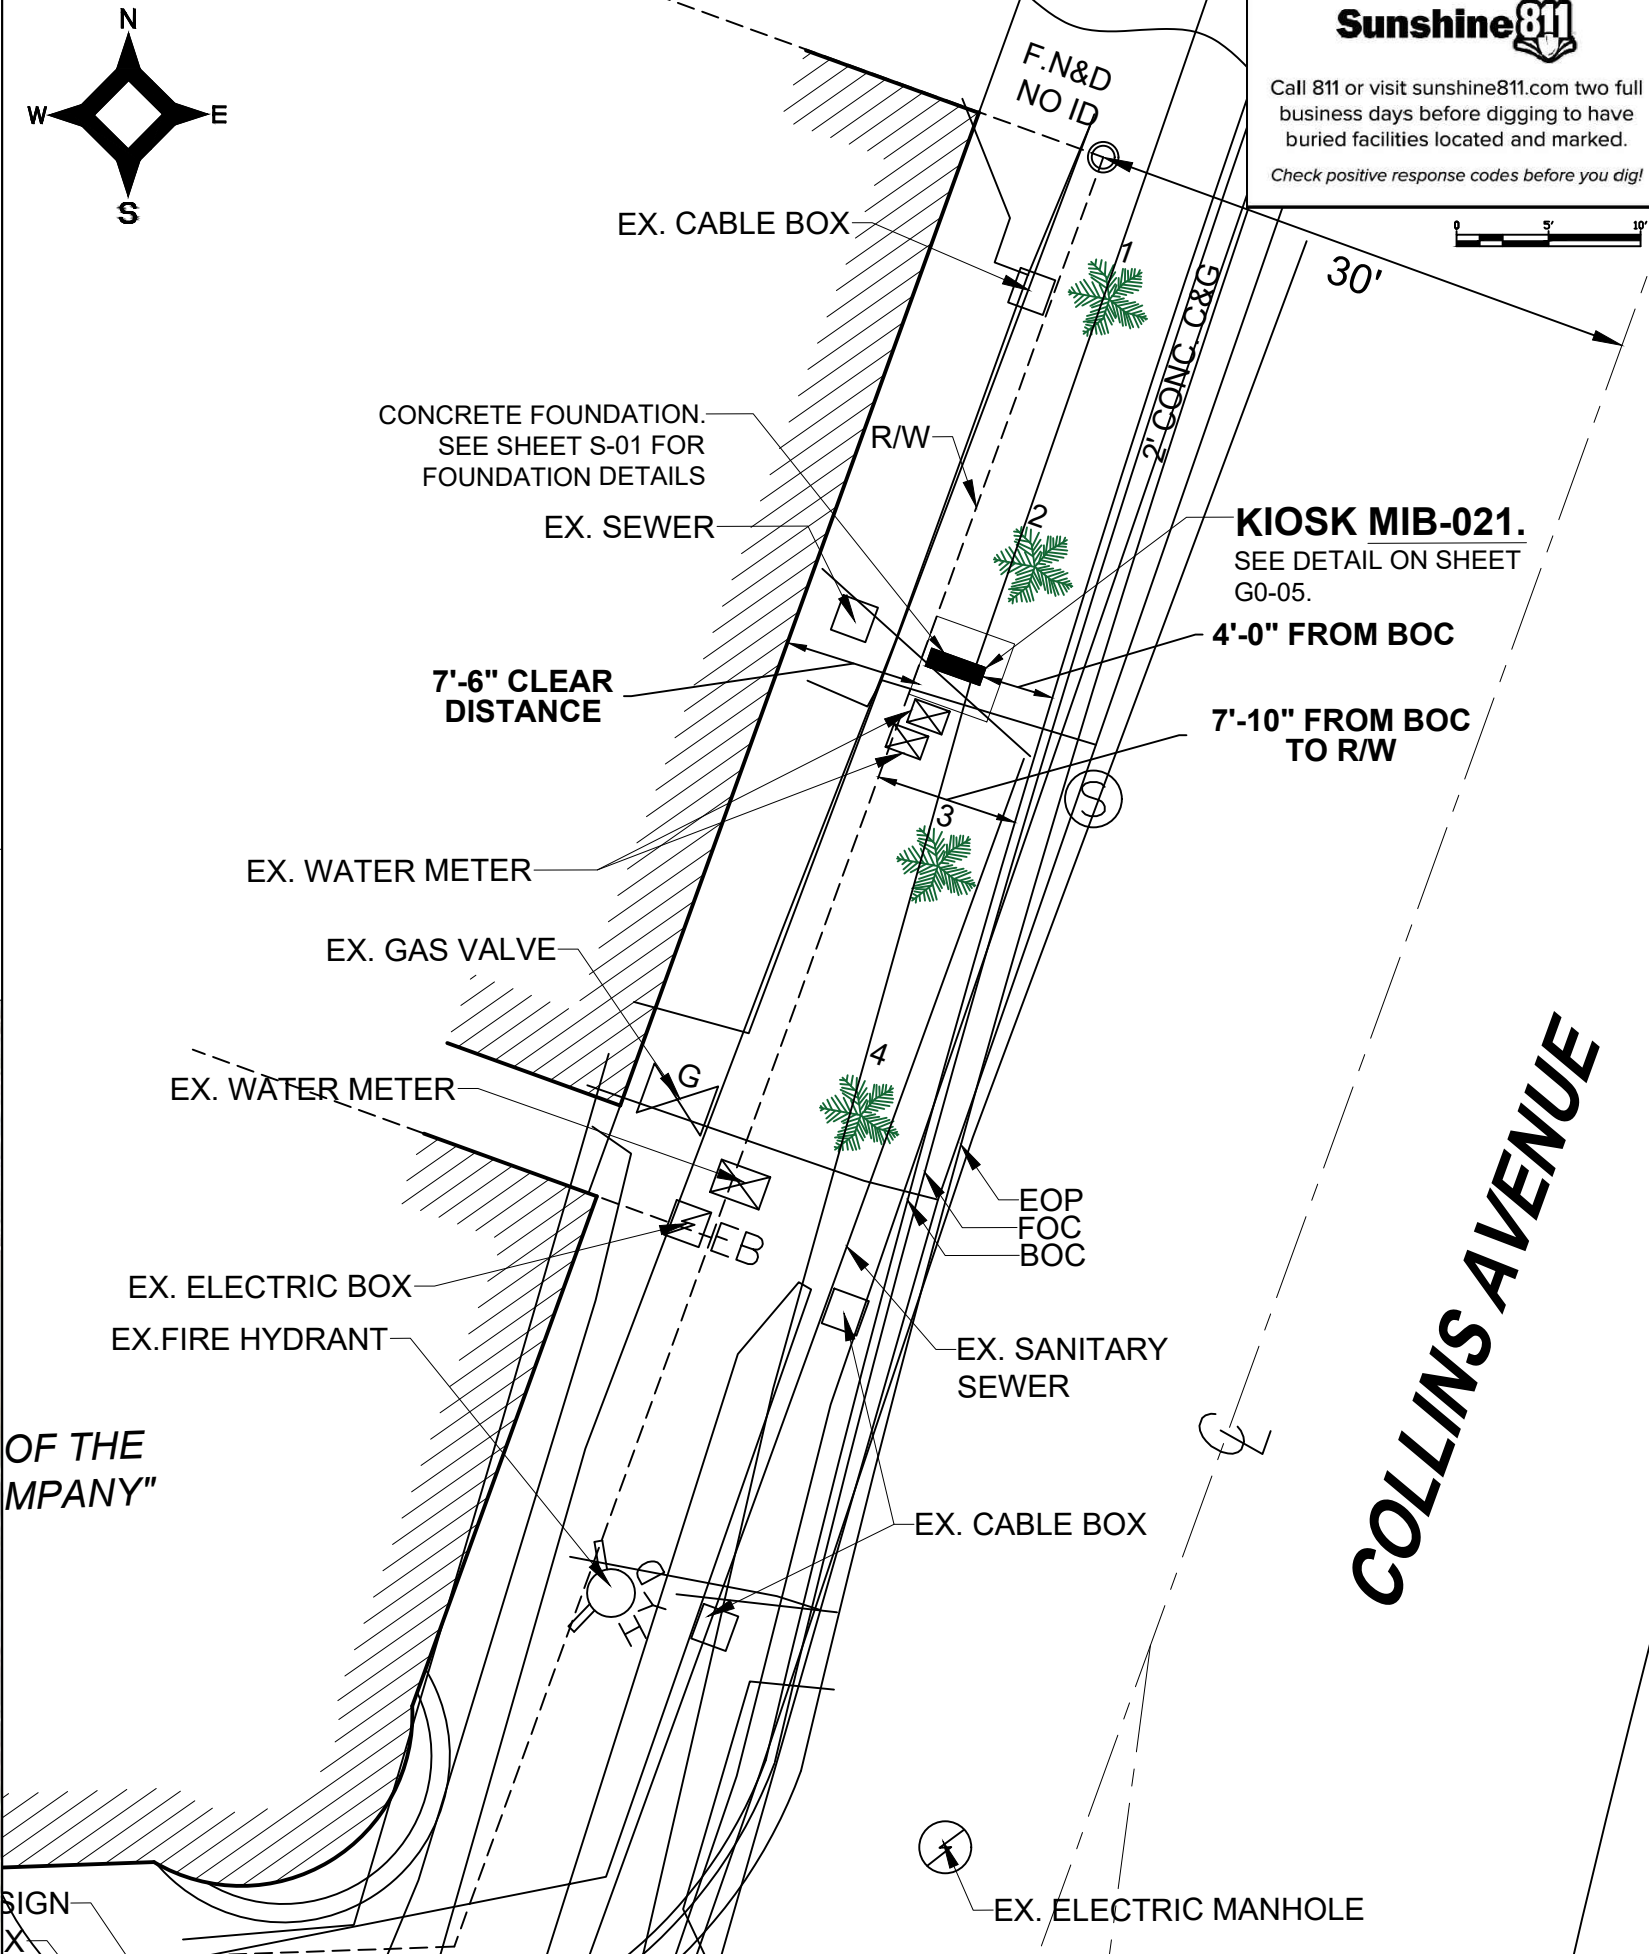 N
W
E
S
Sunshine 811
Call 811 or visit sunshine811.com two full
business days before digging to have
buried facilities located and marked.
Check positive response codes before you dig!
0 5' 10'
F.N&D
NO ID
30'
EX. CABLE BOX
1
2' CONC. C&G
CONCRETE FOUNDATION.
SEE SHEET S-01 FOR
FOUNDATION DETAILS
R/W
EX. SEWER
2
KIOSK MIB-021.
SEE DETAIL ON SHEET
G0-05.
4'-0" FROM BOC
7'-6" CLEAR
DISTANCE
7'-10" FROM BOC
TO R/W
S
3
EX. WATER METER
EX. GAS VALVE
4
G
EX. WATER METER
EOP
FOC
BOC
EB
EX. ELECTRIC BOX
EX.FIRE HYDRANT
EX. SANITARY
SEWER
COLLINS AVENUE
CL
OF THE
MPANY"
EX. CABLE BOX
HYD
EX. ELECTRIC MANHOLE
SIGN
X